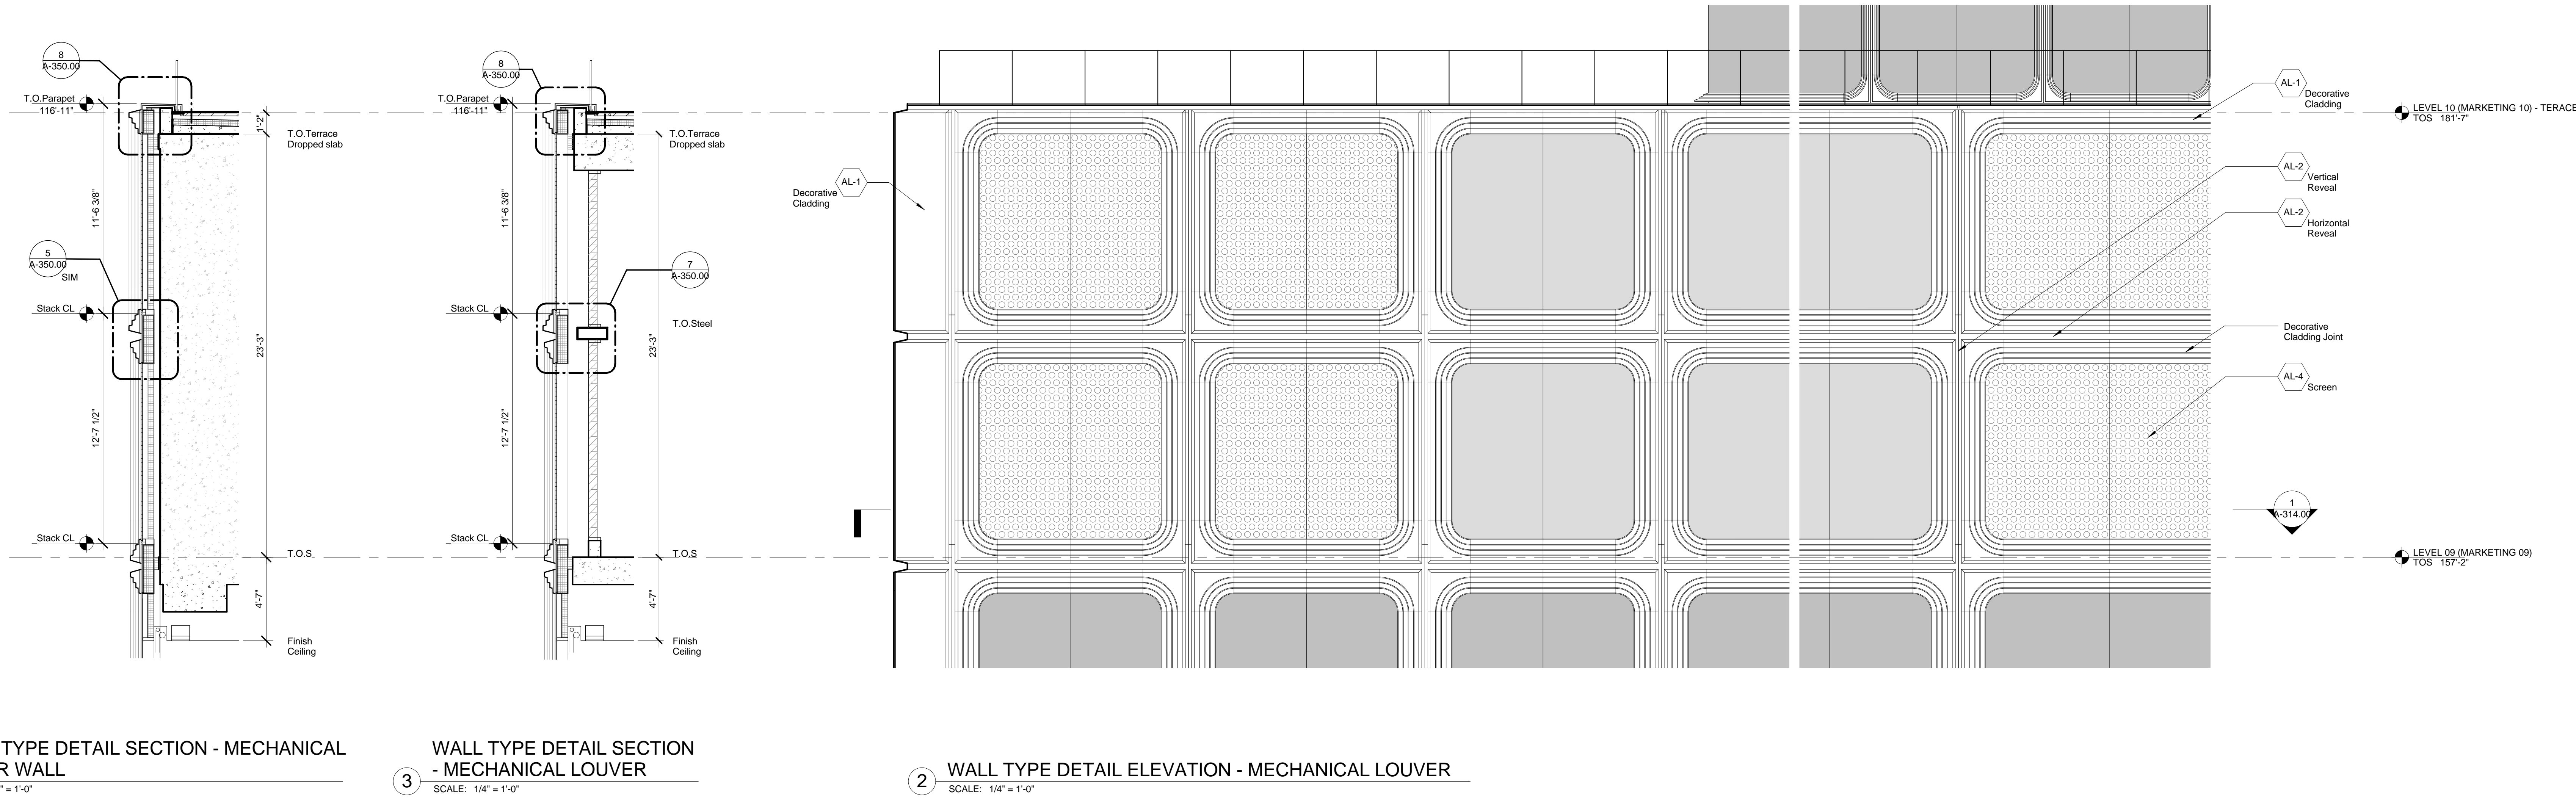 8
A-350.00
T.O.Parapet
116'-11"
1'-2"
T.O.Terrace
Dropped slab
11'-6 3/8"
5
A-350.00
SIM
Stack CL
23'-3"
12'-7 1/2"
Stack CL
T.O.S
4'-7"
Finish
Ceiling
TYPE DETAIL SECTION - MECHANICAL
R WALL
" = 1'-0"
8
A-350.00
T.O.Parapet
116'-11"
T.O.Terrace
Dropped slab
11'-6 3/8"
7
A-350.00
Stack CL
T.O.Steel
23'-3"
12'-7 1/2"
Stack CL
T.O.S
4'-7"
Finish
Ceiling
3
WALL TYPE DETAIL SECTION
- MECHANICAL LOUVER
SCALE: 1/4" = 1'-0"
AL-1
Decorative
Cladding
AL-1
Decorative
Cladding
LEVEL 10 (MARKETING 10) - TERACE
TOS 181'-7"
AL-2
Vertical
Reveal
AL-2
Horizontal
Reveal
Decorative
Cladding Joint
AL-4
Screen
1
A-314.00
LEVEL 09 (MARKETING 09)
TOS 157'-2"
2
WALL TYPE DETAIL ELEVATION - MECHANICAL LOUVER
SCALE: 1/4" = 1'-0"